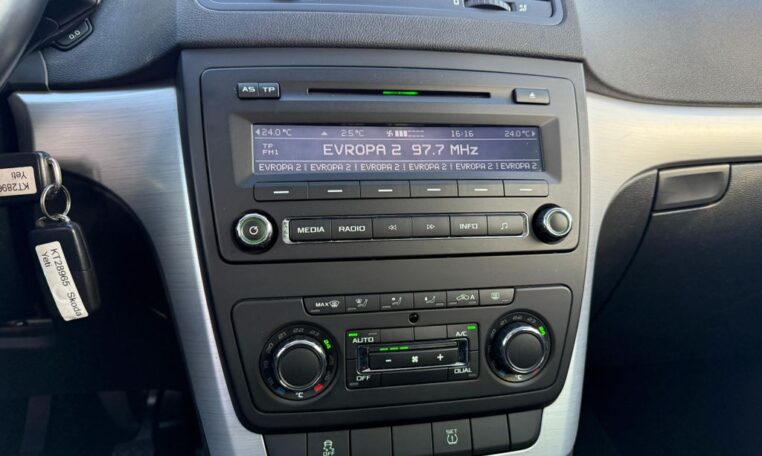 AS TP
24.0 °C 2.5°C 16:16 24.0 °C
TP
FM1
EVROPA 2 97.7 MHz
EVROPA 2 EVROPA 2 EVROPA 2 EVROPA 2 EVROPA 2 EVROPA 2
MEDIA RADIO INFO
KT28965 Skoda
Yeti
Yeti
MAX A
AUTO A/C
- +
OFF DUAL
°C °C
OFF SET